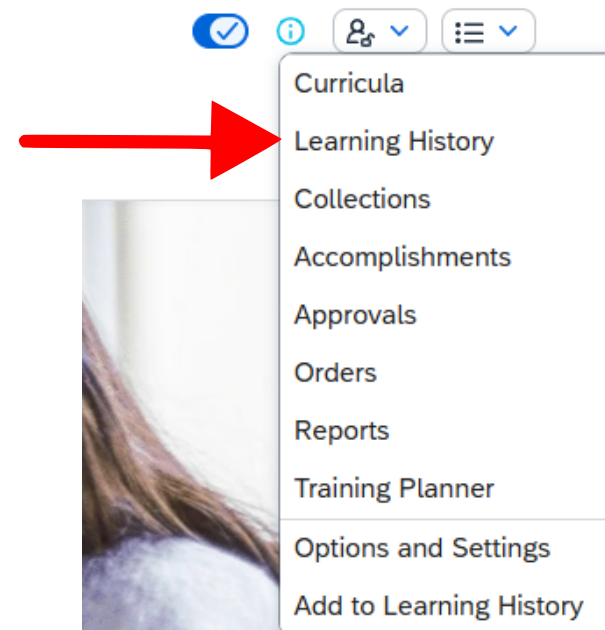 Curricula
Learning History
Collections
Accomplishments
Approvals
Orders
Reports
Training Planner
Options and Settings
Add to Learning History